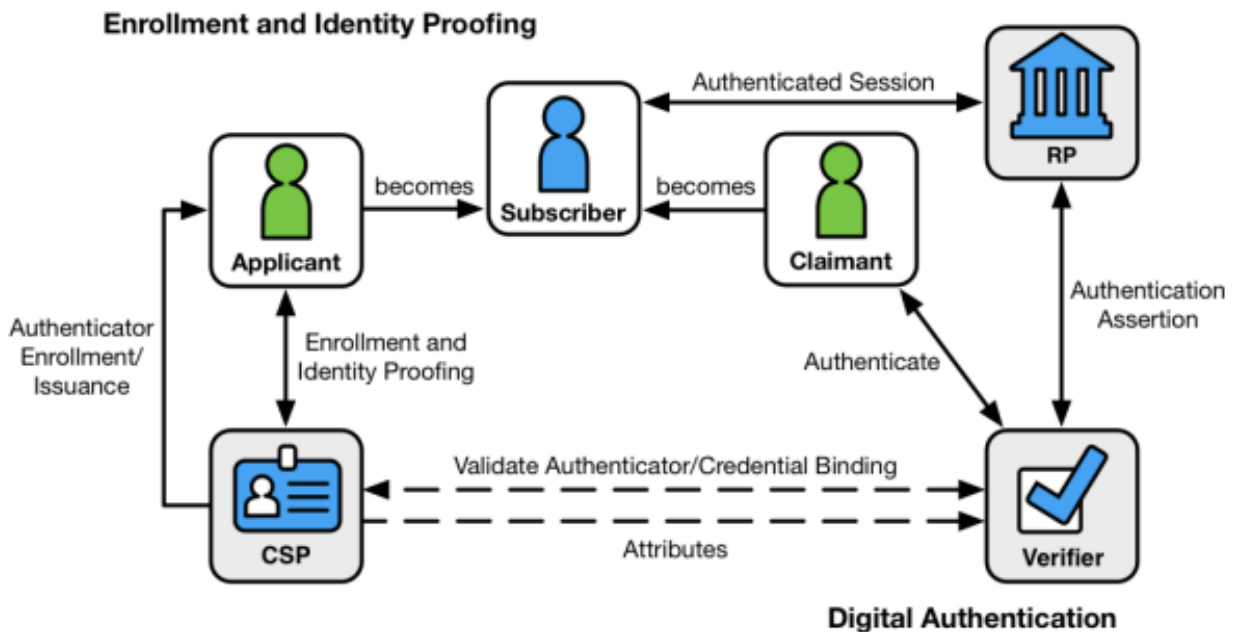 Enrollment and Identity Proofing
Authenticated Session
RP
becomes
Subscriber
becomes
Applicant
Claimant
Authenticator
Enrollment/
Issuance
Enrollment and
Identity Proofing
Authenticate
Authentication
Assertion
Validate Authenticator/Credential Binding
Attributes
CSP
Verifier
Digital Authentication